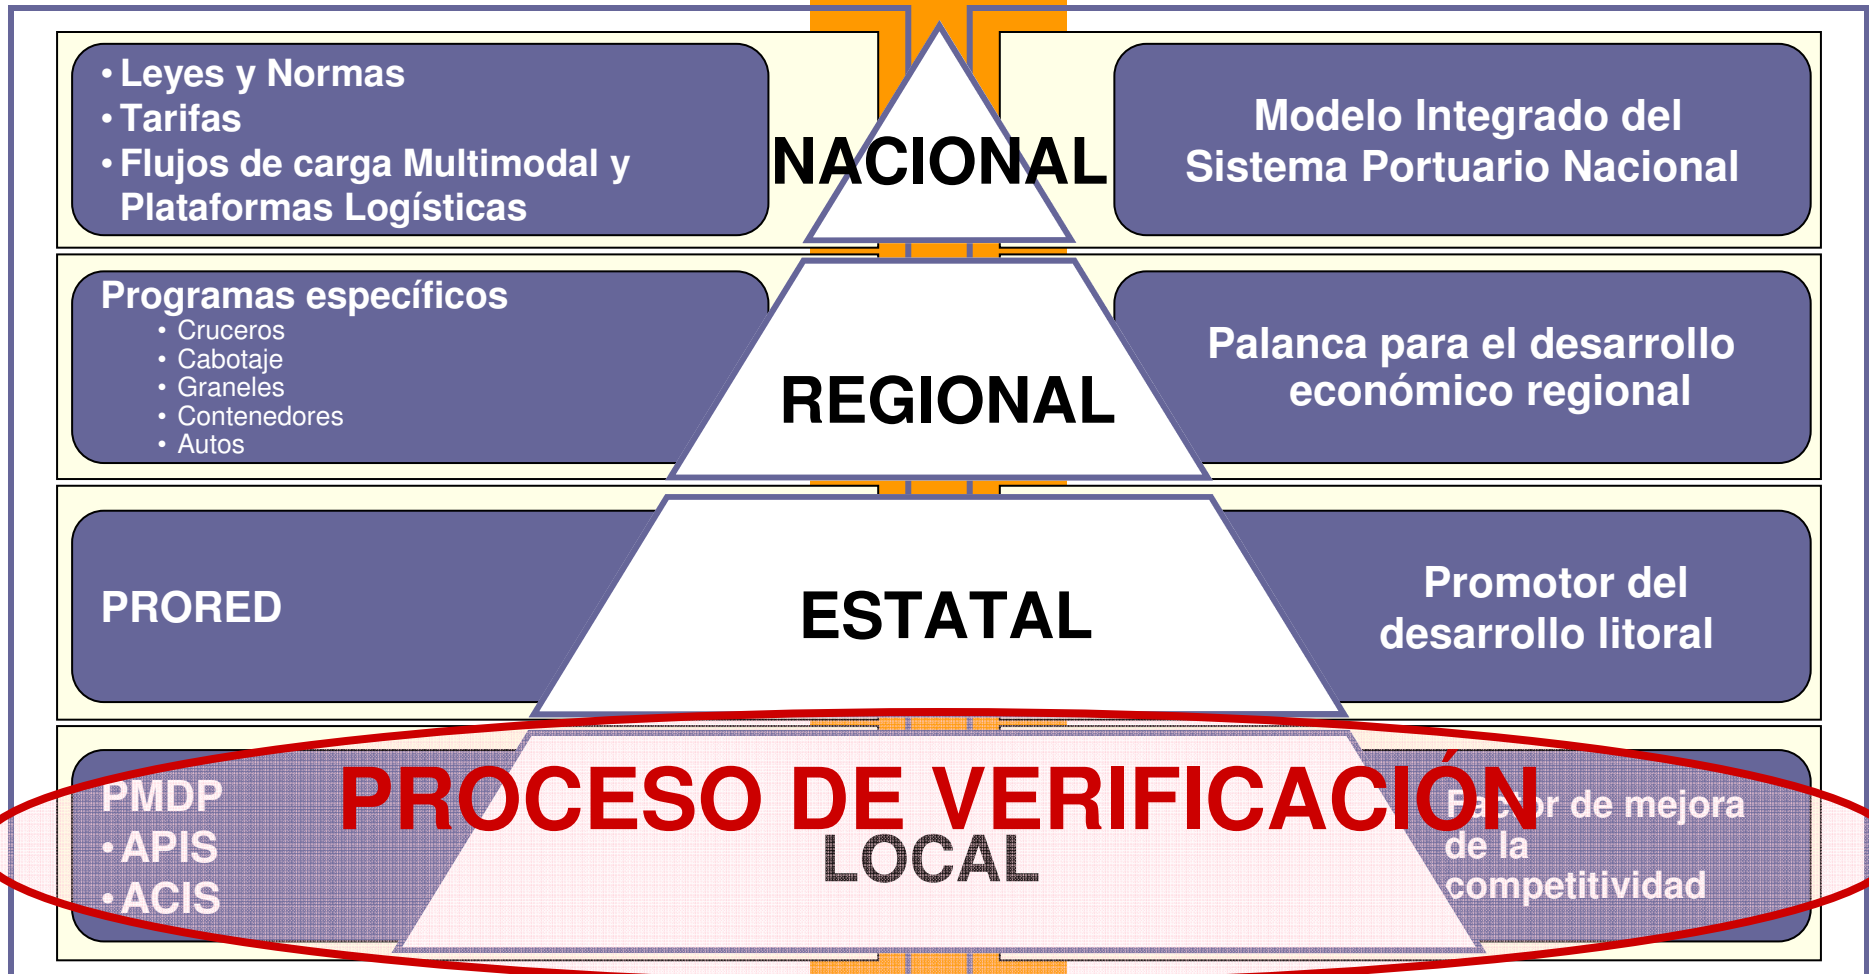 • Leyes y Normas
• Tarifas
• Flujos de carga Multimodal y
Plataformas Logísticas
NACIONAL
Modelo Integrado del
Sistema Portuario Nacional
Programas específicos
• Cruceros
• Cabotaje
• Graneles
• Contenedores
• Autos
REGIONAL
Palanca para el desarrollo
económico regional
PRORED
ESTATAL
Promotor del
desarrollo litoral
PROCESO DE VERIFICACIÓN
PMDP
• APIS
• ACIS
LOCAL
Factor de mejora
de la
competitividad